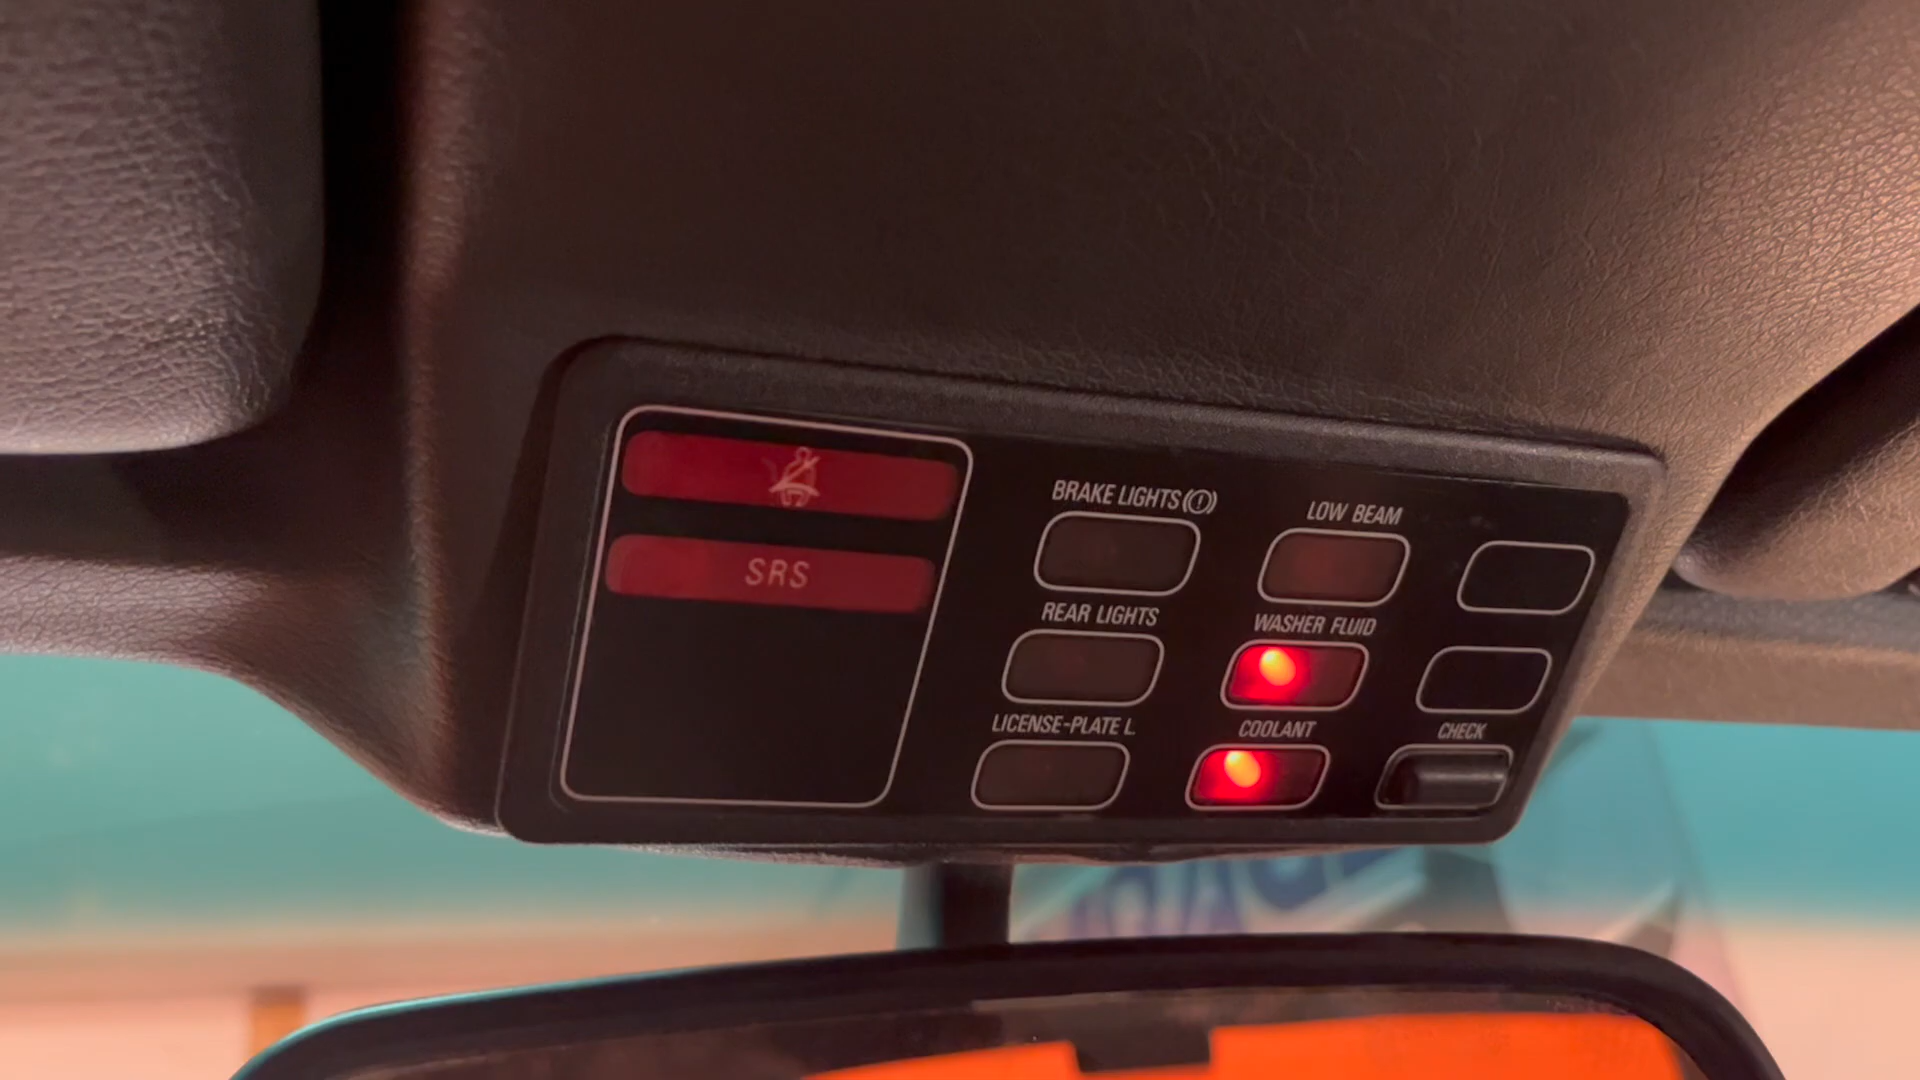 SRS
BRAKE LIGHTS (!)
LOW BEAM
REAR LIGHTS
WASHER FLUID
LICENSE-PLATE L.
COOLANT
CHECK